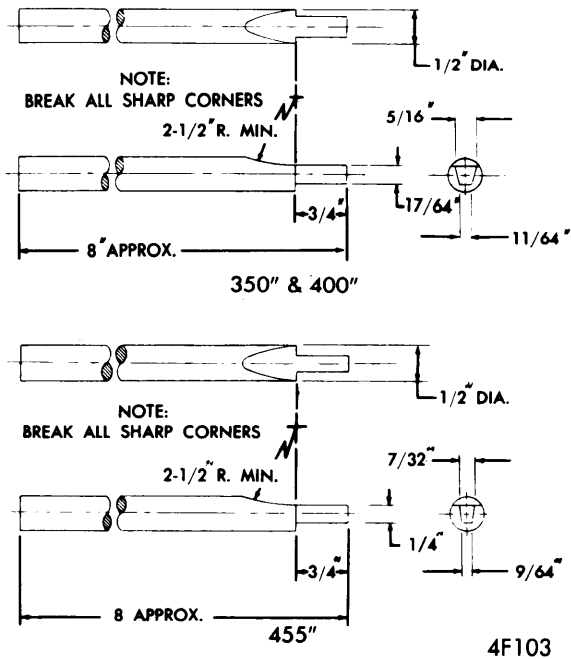 1/2" DIA.
NOTE:
BREAK ALL SHARP CORNERS
2-1/2" R. MIN.
5/16"
3/4"
17/64"
11/64"
8" APPROX.
350" & 400"
1/2" DIA.
NOTE:
BREAK ALL SHARP CORNERS
2-1/2" R. MIN.
7/32"
3/4"
1/4"
9/64"
8 APPROX.
455"
4F103